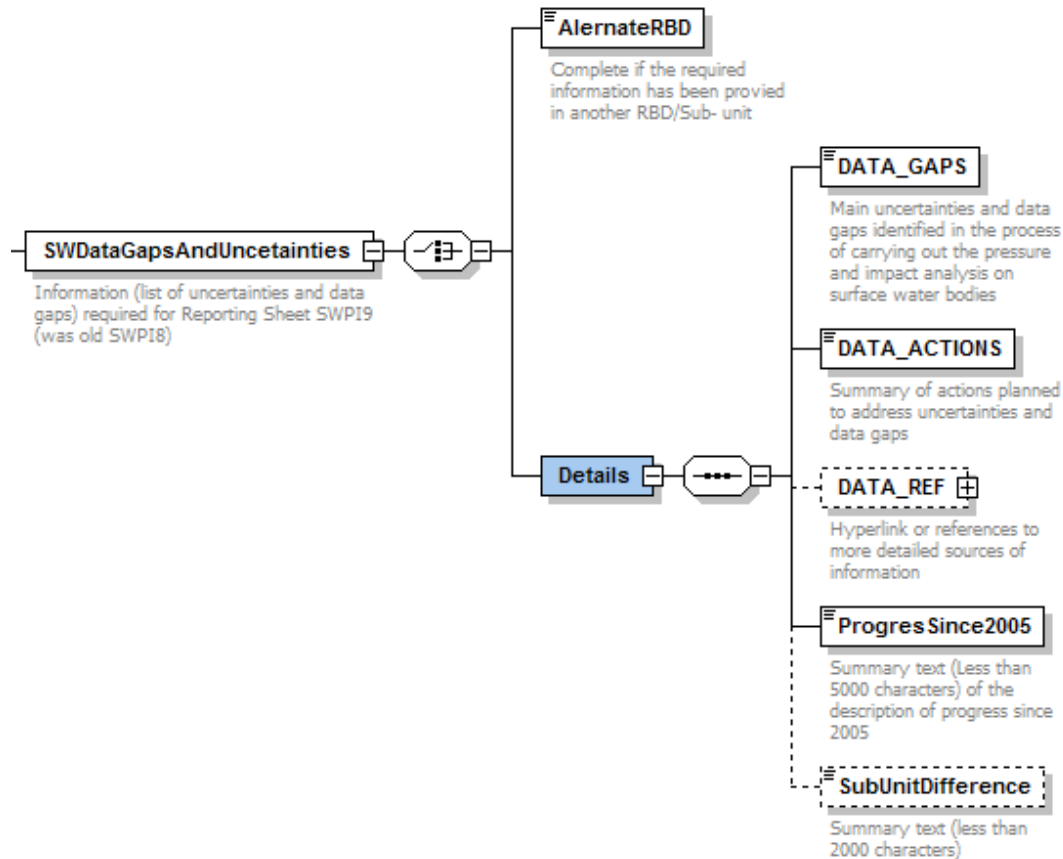 AlernateRBD
Complete if the required
information has been provied
in another RBD/Sub- unit
SWDataGapsAndUncetainties
Information (list of uncertainties and data
gaps) required for Reporting Sheet SWPI9
(was old SWPI8)
Details
DATA_GAPS
Main uncertainties and data
gaps identified in the process
of carrying out the pressure
and impact analysis on
surface water bodies
DATA_ACTIONS
Summary of actions planned
to address uncertainties and
data gaps
DATA_REF
Hyperlink or references to
more detailed sources of
information
ProgresSince2005
Summary text (Less than
5000 characters) of the
description of progress since
2005
SubUnitDifference
Summary text (less than
2000 characters)